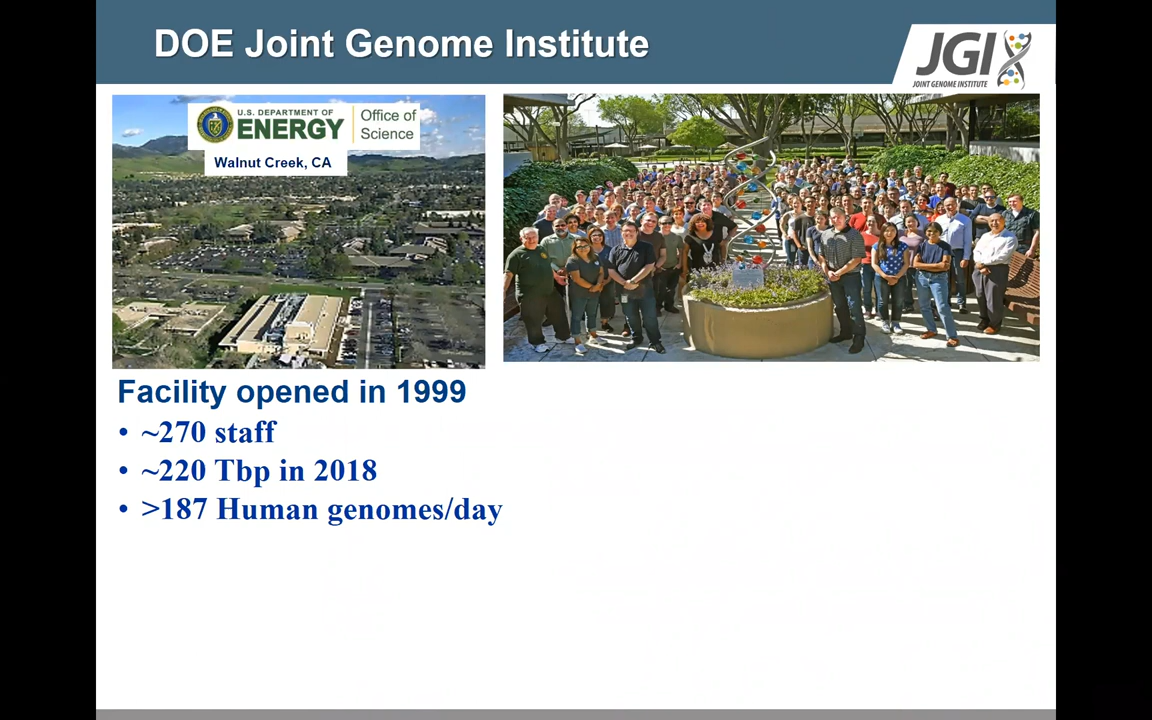 DOE Joint Genome Institute
JGI
JOINT GENOME INSTITUTE
U.S. DEPARTMENT OF
ENERGY
Office of
Science
Walnut Creek, CA
Facility opened in 1999
• ~270 staff
• ~220 Tbp in 2018
• >187 Human genomes/day